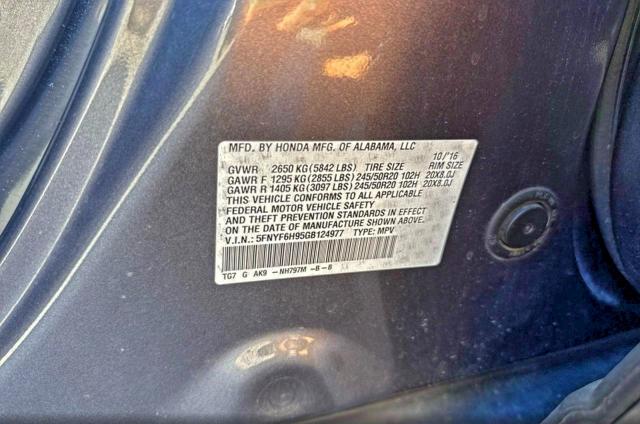 MFD. BY HONDA MFG. OF ALABAMA, LLC 10/'16
GVWR 2650 KG (5842 LBS) TIRE SIZE RIM SIZE
GAWR F 1295 KG (2855 LBS) 245/50R20 102H 20X8.0J
GAWR R 1405 KG (3097 LBS) 245/50R20 102H 20X8.0J
THIS VEHICLE CONFORMS TO ALL APPLICABLE
FEDERAL MOTOR VEHICLE SAFETY
AND THEFT PREVENTION STANDARDS IN EFFECT
ON THE DATE OF MANUFACTURE SHOWN ABOVE.
V.I.N.: 5FNYF6H95GB124977 TYPE: MPV
TG7 G AK9 -NH797M -B-8